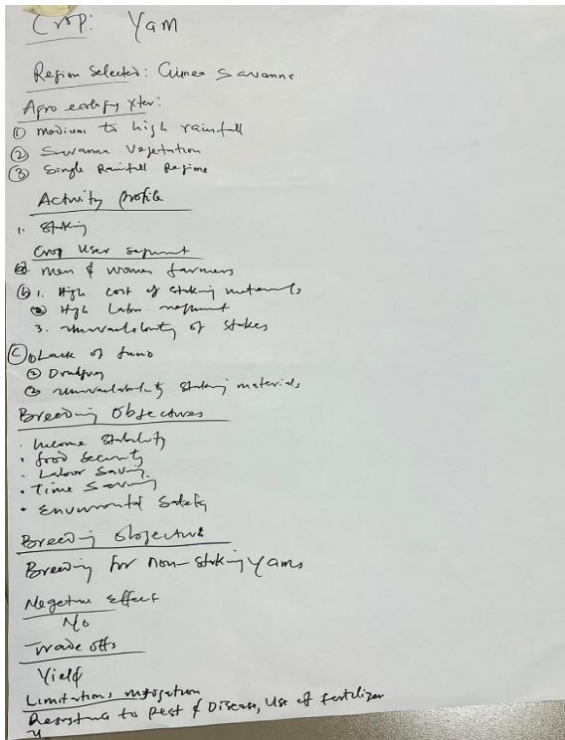 Crop: Yam
Region Selected: Guinea Savanna
Agro ecology xter:
① medium to high rainfall
② Savanna Vegetation
③ Single Rainfall Regime
Activity Profile
1. Staking
Crop User segment
ⓐ men & women farmers
ⓑ 1. High cost of staking materials
② High Labor
3. unavailability of stakes
Ⓒ ① Lack of fund
② Drudgery
③ unavailability staking materials
Breeding Objectives
. Income Stability
• food security
. Labour Saving.
• Time Saving
• Enviromental Safety
Breeding Objective
Breeding for non-staking Yams
Negative effect
No
Trade offs
Yield
Limitations mitigation
Resistance to Pest & Disease, Use of fertilizer